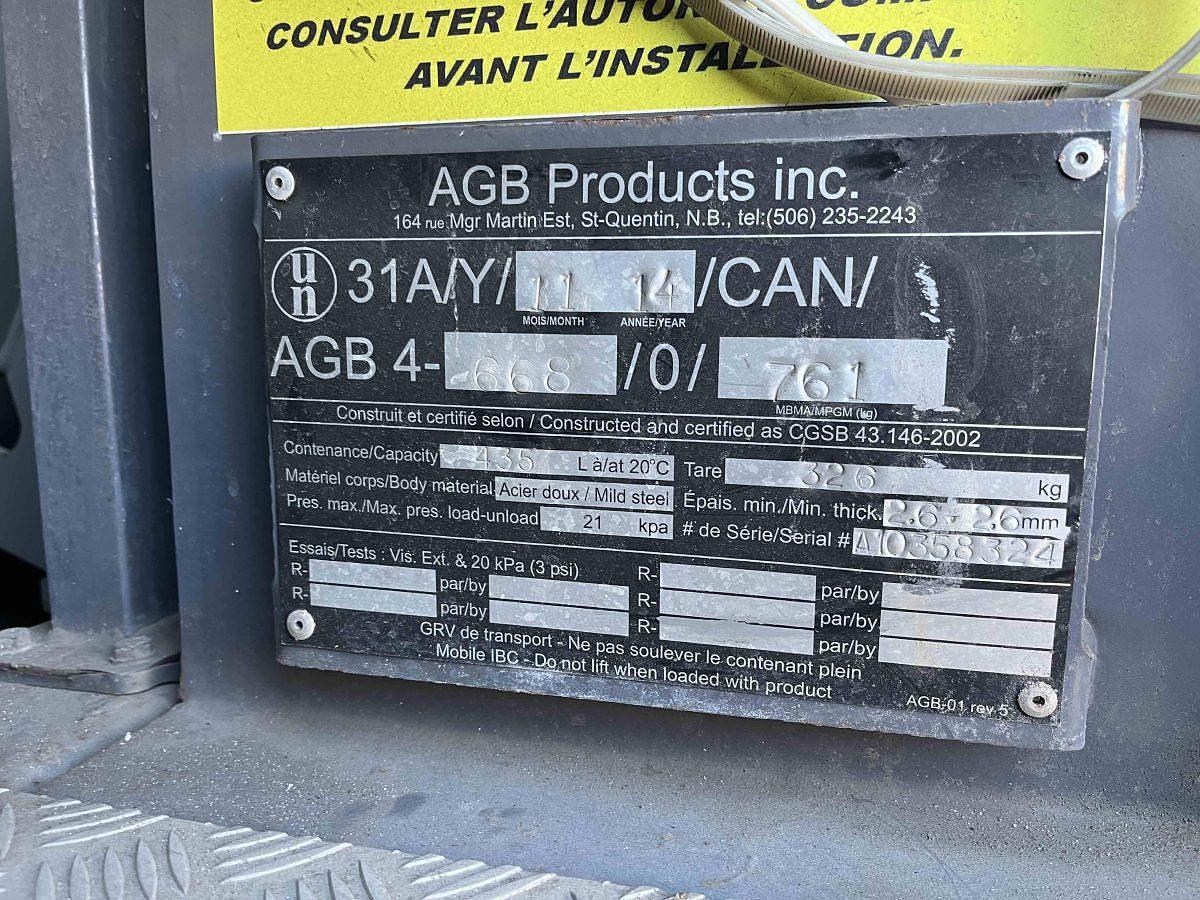 CONSULTER L'AUTO
AVANT L'INSTAL TION.
AGB Products inc.
164 rue Mgr Martin Est, St-Quentin, N.B., tel:(506) 235-2243
un 31A/Y/ 11 14 /CAN/
MOIS/MONTH ANNÉE/YEAR
AGB 4- 668 /0/ 761
MBMA/MPGM (kg)
Construit et certifié selon / Constructed and certified as CGSB 43.146-2002
Contenance/Capacity 435 L à/at 20°C Tare 326 kg
Matériel corps/Body material Acier doux / Mild steel Épais. min./Min. thick. 2.6 - 2.6 mm
Pres. max./Max. pres. load-unload 21 kpa # de Série/Serial # A10358324
Essais/Tests : Vis. Ext. & 20 kPa (3 psi)
R- par/by R- par/by
R- par/by R- par/by
R- par/by
GRV de transport - Ne pas soulever le contenant plein
Mobile IBC - Do not lift when loaded with product
AGB-01 rev 5